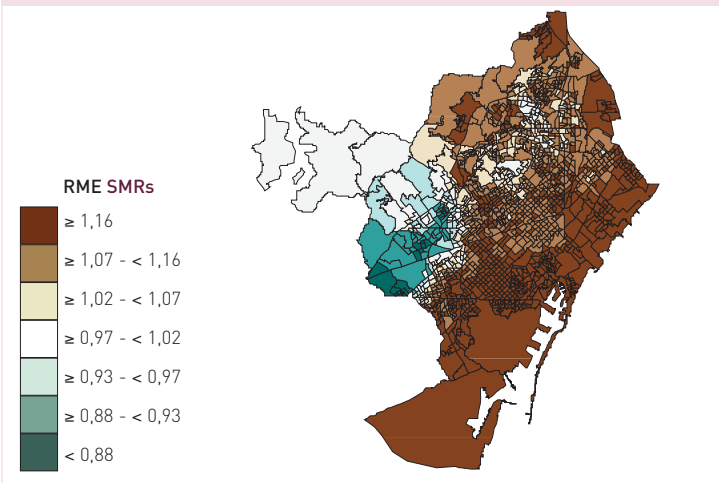 RME SMRs
≥ 1,16
≥ 1,07 - < 1,16
≥ 1,02 - < 1,07
≥ 0,97 - < 1,02
≥ 0,93 - < 0,97
≥ 0,88 - < 0,93
< 0,88